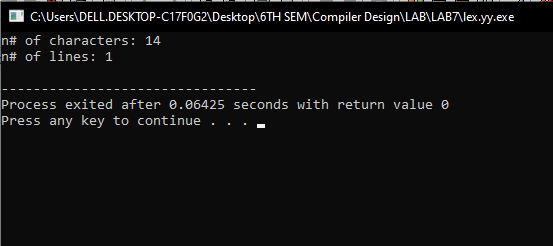 C:\Users\DELL.DESKTOP-C17F0G2\Desktop\6TH SEM\Compiler Design\LAB\LAB7\lex.yy.exe
n# of characters: 14
n# of lines: 1
--------------------------------
Process exited after 0.06425 seconds with return value 0
Press any key to continue . . .